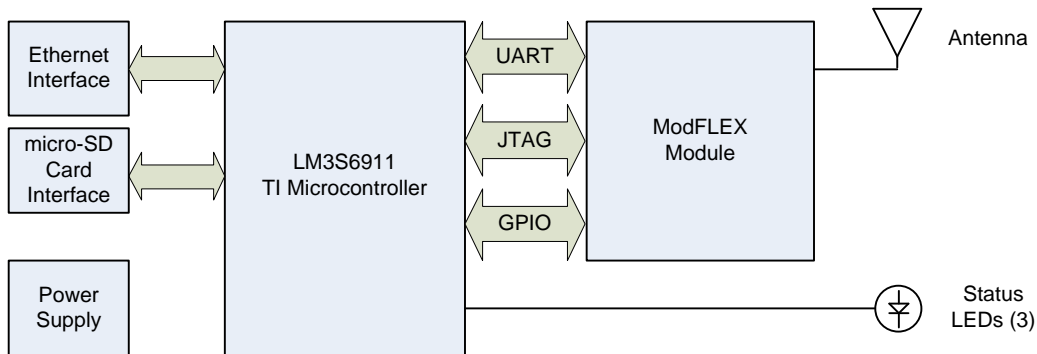 Ethernet
Interface
micro-SD
Card
Interface
Power
Supply
LM3S6911
TI Microcontroller
UART
JTAG
GPIO
ModFLEX
Module
Antenna
Status
LEDs (3)